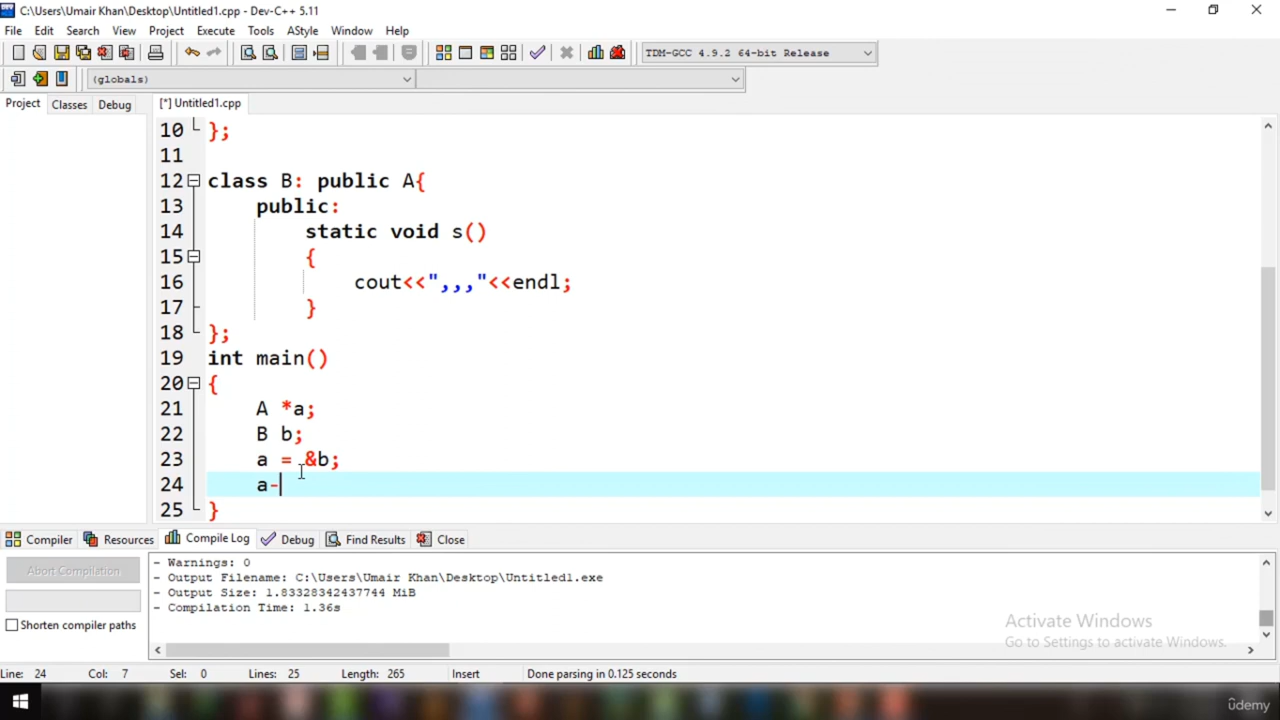 C:\Users\Umair Khan\Desktop\Untitled1.cpp - Dev-C++ 5.11
File Edit Search View Project Execute Tools AStyle Window Help
TDM-GCC 4.9.2 64-bit Release
(globals)
Project Classes Debug [*] Untitled1.cpp
10 };
11
12 class B: public A{
13 public:
14 static void s()
15 {
16 cout<<",,,"<<endl;
17 }
18 };
19 int main()
20 {
21 A *a;
22 B b;
23 a = &b;
24 a-
25 }
Compiler Resources Compile Log Debug Find Results Close
Abort Compilation
Shorten compiler paths
- Warnings: 0
- Output Filename: C:\Users\Umair Khan\Desktop\Untitled1.exe
- Output Size: 1.83328342437744 MiB
- Compilation Time: 1.36s
Activate Windows
Go to Settings to activate Windows.
Line: 24 Col: 7 Sel: 0 Lines: 25 Length: 265 Insert Done parsing in 0.125 seconds
ûdemy